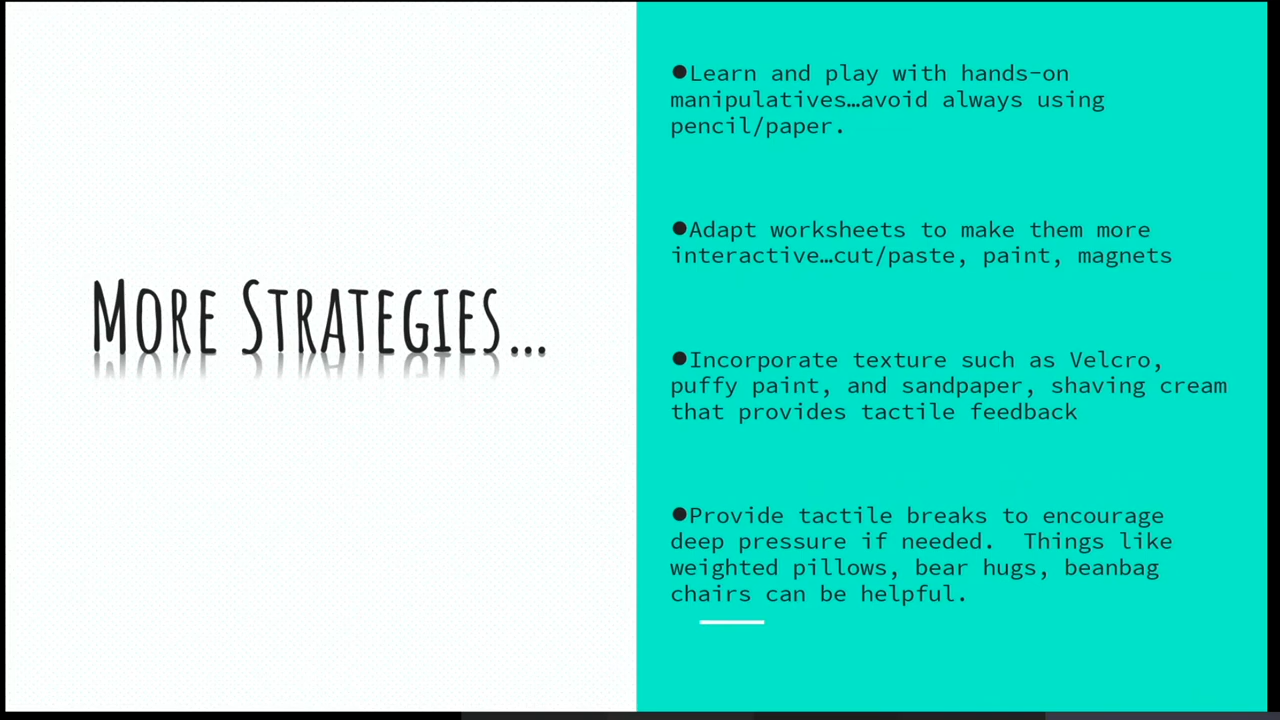 More Strategies…
●Learn and play with hands-on
manipulatives…avoid always using
pencil/paper.
●Adapt worksheets to make them more
interactive…cut/paste, paint, magnets
●Incorporate texture such as Velcro,
puffy paint, and sandpaper, shaving cream
that provides tactile feedback
●Provide tactile breaks to encourage
deep pressure if needed.  Things like
weighted pillows, bear hugs, beanbag
chairs can be helpful.